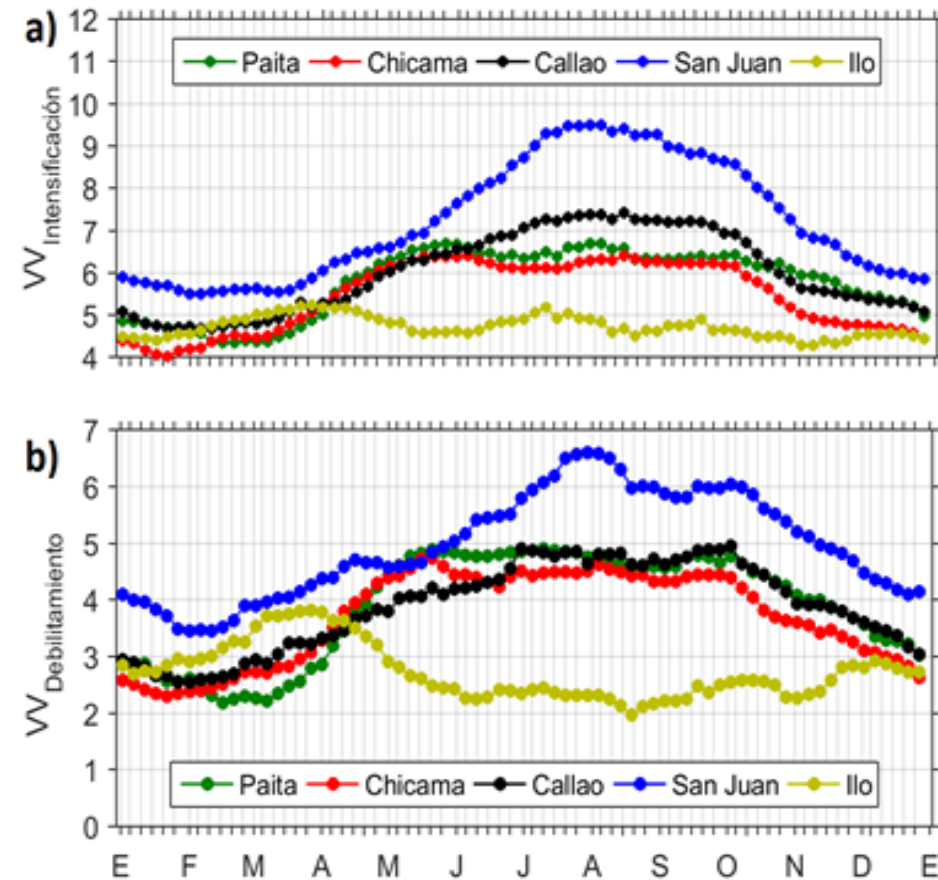 a)
12
11
10
9
8
7
6
5
4
VV Intensificación
Paita Chicama Callao San Juan Ilo
b)
7
6
5
4
3
2
1
0
VV Debilitamiento
Paita Chicama Callao San Juan Ilo
E F M A M J J A S O N D E